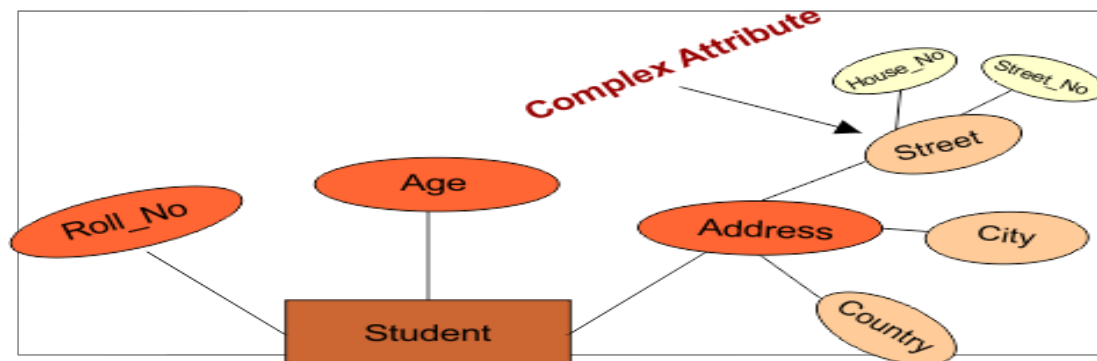 Complex Attribute
House_No
Street_No
Street
Age
Roll_No
Address
City
Country
Student